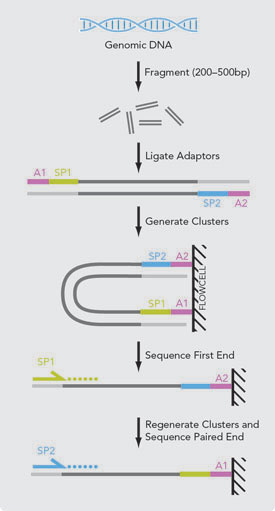 Genomic DNA
Fragment (200–500bp)
Ligate Adaptors
A1 SP1
SP2 A2
Generate Clusters
SP2 A2
FLOWCELL
SP1 A1
Sequence First End
SP1
A2
Regenerate Clusters and
Sequence Paired End
SP2
A1